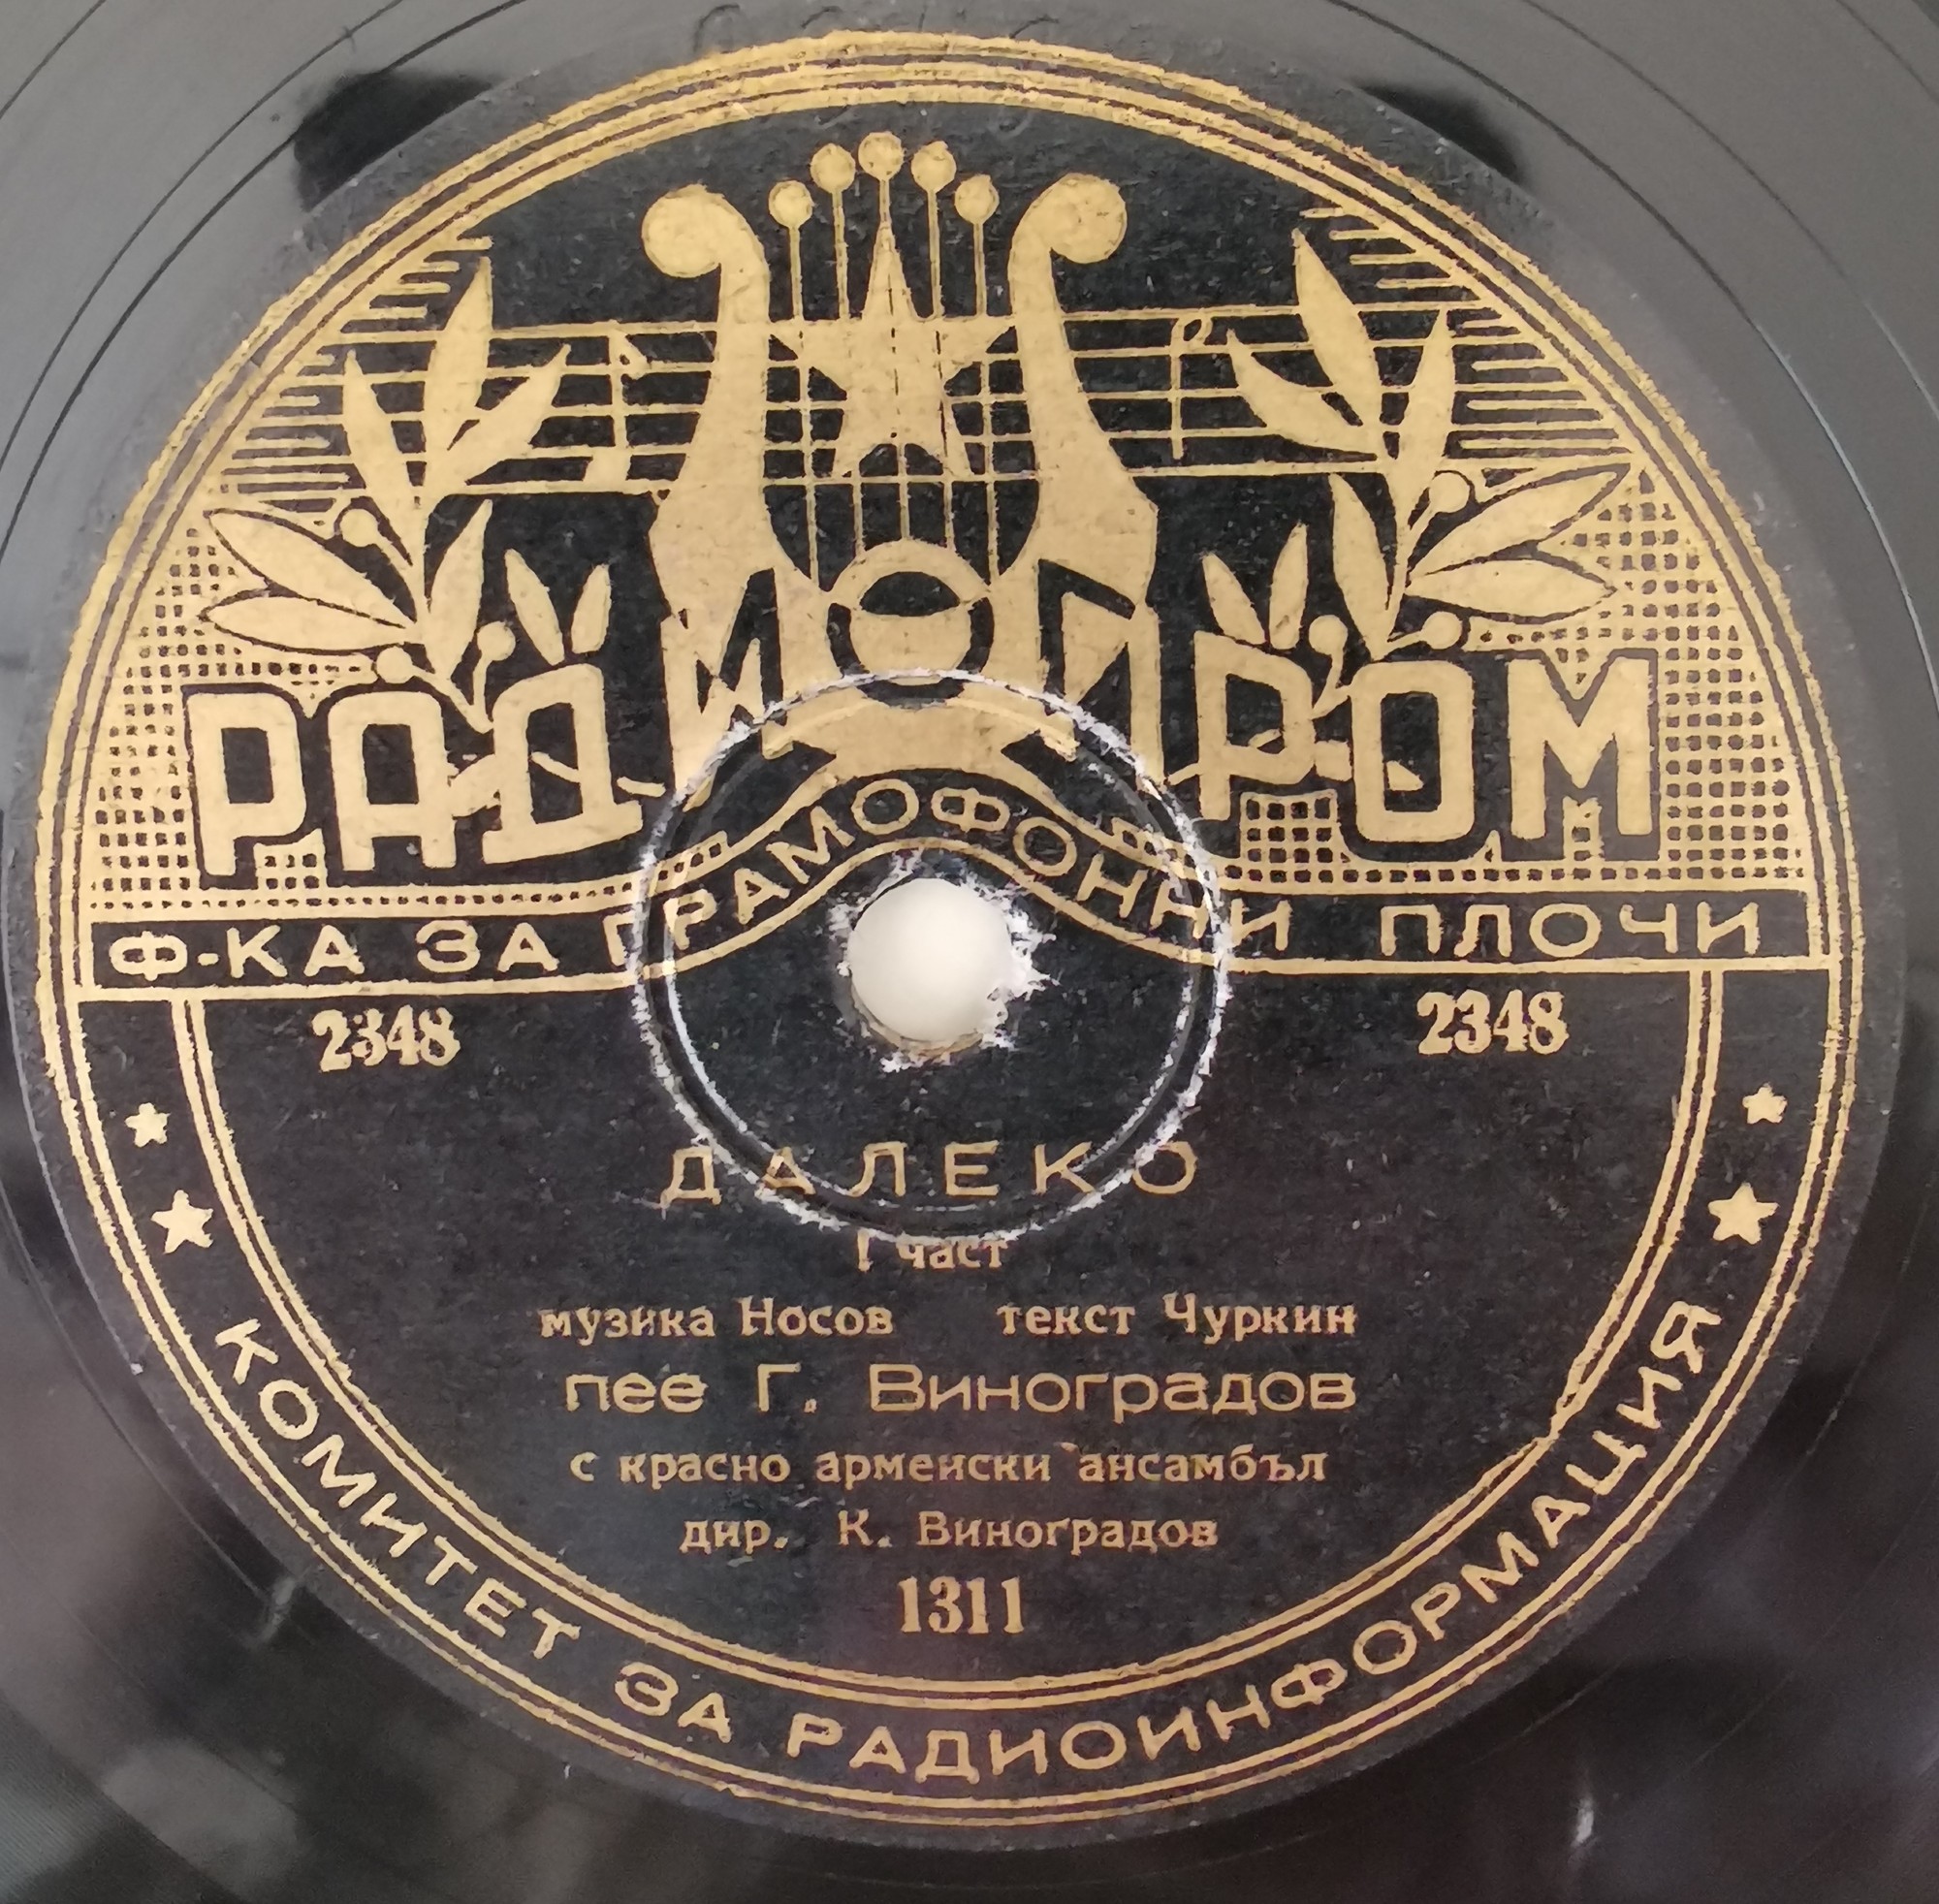 РАДИОПРОМ
Ф-КА ЗА ГРАМОФОННИ ПЛОЧИ
2348 2348
ДАЛЕКО
I част
музика Носов текст Чуркин
пее Г. Виноградов
с красно армейски ансамбъл
дир. К. Виноградов
1311
КОМИТЕТ ЗА РАДИОИНФОРМАЦИЯ